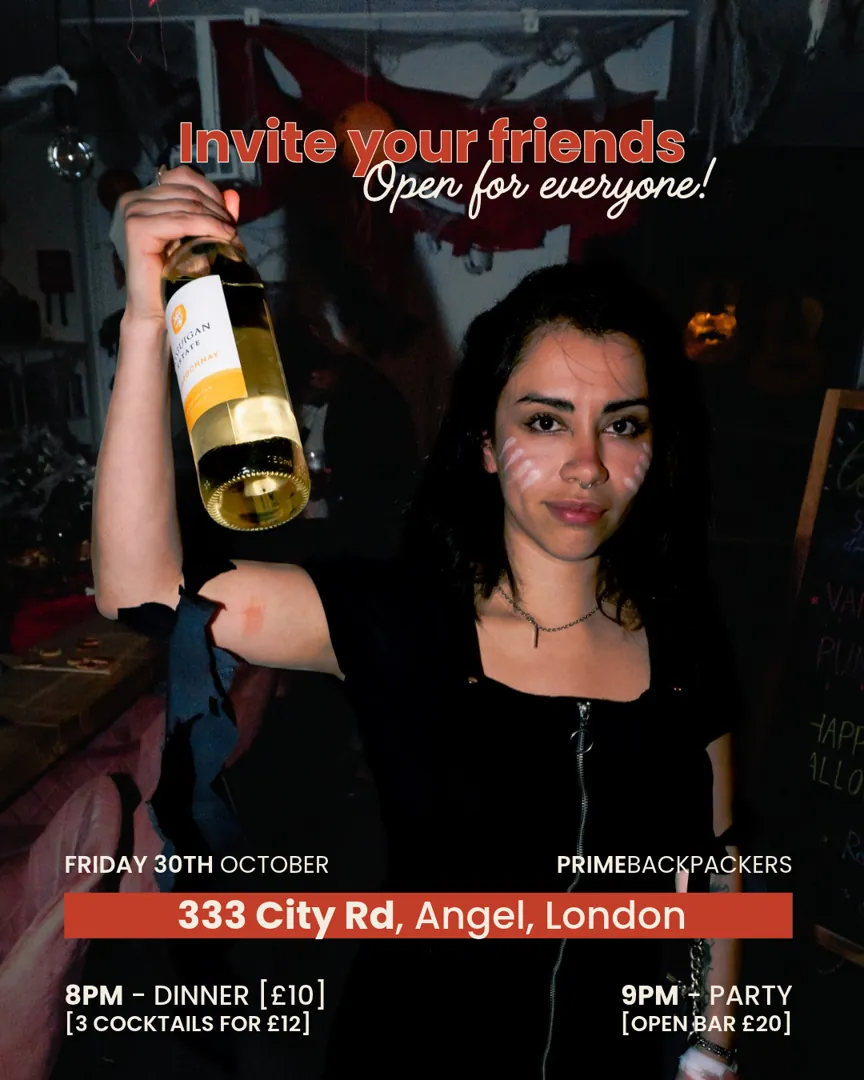 Invite your friends
Open for everyone!
ESTATE
FRIDAY 30TH OCTOBER
PRIMEBACKPACKERS
333 City Rd, Angel, London
8PM - DINNER [£10]
[3 COCKTAILS FOR £12]
9PM - PARTY
[OPEN BAR £20]